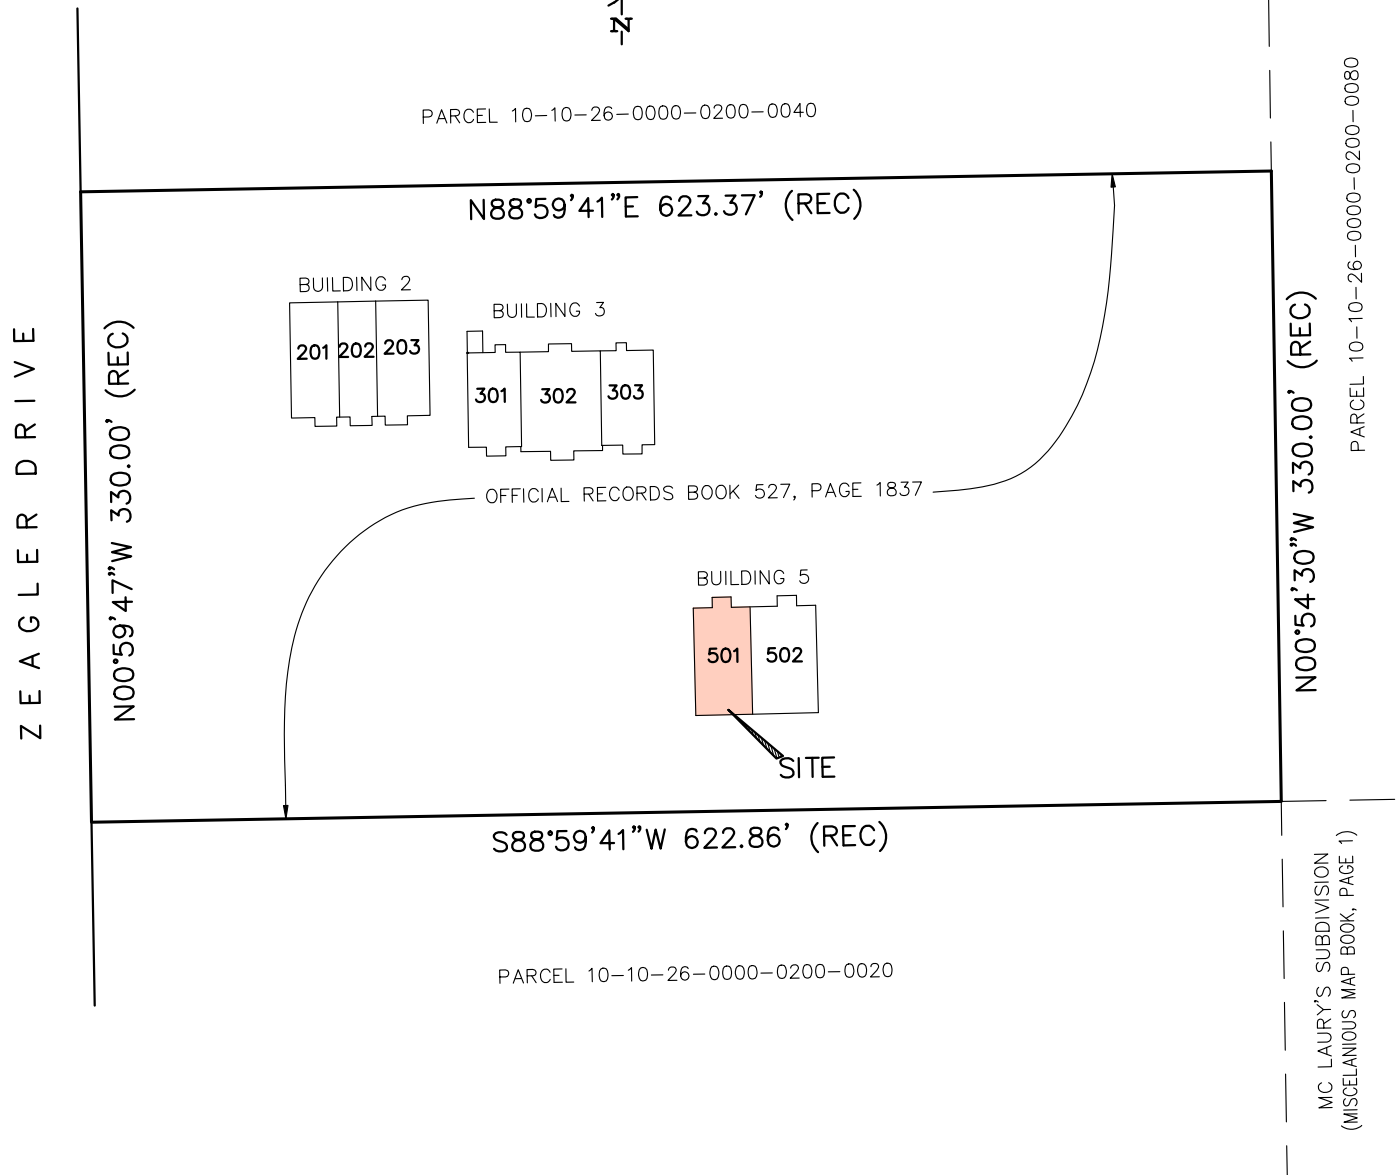 N
PARCEL 10-10-26-0000-0200-0040
PARCEL 10-10-26-0000-0200-0080
N88°59'41"E 623.37' (REC)
BUILDING 2
201 202 203
BUILDING 3
301 302 303
ZEAGLER DRIVE
N00°59'47"W 330.00' (REC)
N00°54'30"W 330.00' (REC)
OFFICIAL RECORDS BOOK 527, PAGE 1837
BUILDING 5
501 502
SITE
S88°59'41"W 622.86' (REC)
PARCEL 10-10-26-0000-0200-0020
MC LAURY'S SUBDIVISION
(MISCELANIOUS MAP BOOK, PAGE 1)